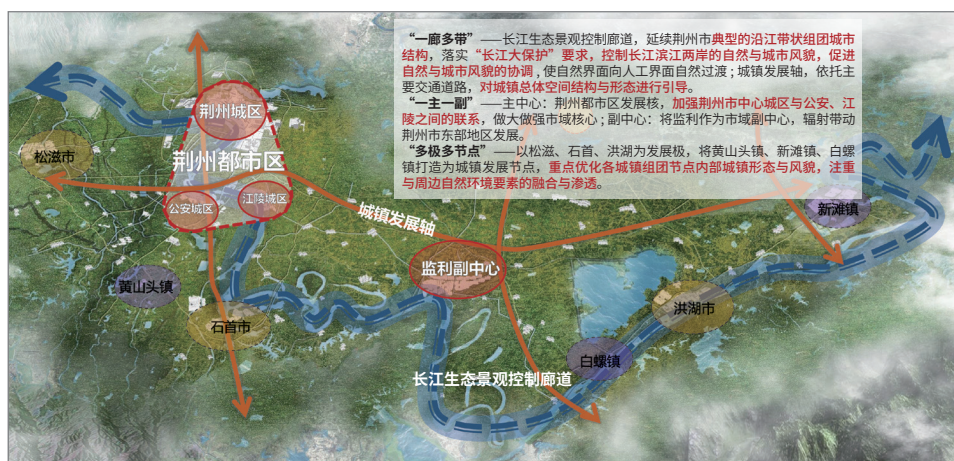 “一廊多带”——长江生态景观控制廊道，延续荆州市典型的沿江带状组团城市
结构，落实“长江大保护”要求，控制长江滨江两岸的自然与城市风貌，促进
自然与城市风貌的协调，使自然界面向人工界面自然过渡；城镇发展轴，依托主
要交通道路，对城镇总体空间结构与形态进行引导。
“一主一副”——主中心：荆州都市区发展核，加强荆州市中心城区与公安、江
陵之间的联系，做大做强市域核心；副中心：将监利作为市域副中心，辐射带动
荆州市东部地区发展。
“多极多节点”——以松滋、石首、洪湖为发展极，将黄山头镇、新滩镇、白螺
镇打造为城镇发展节点，重点优化各城镇组团节点内部城镇形态与风貌，注重
与周边自然环境要素的融合与渗透。
荆州城区
松滋市
荆州都市区
公安城区
江陵城区
城镇发展轴
新滩镇
监利副中心
黄山头镇
石首市
洪湖市
白螺镇
长江生态景观控制廊道